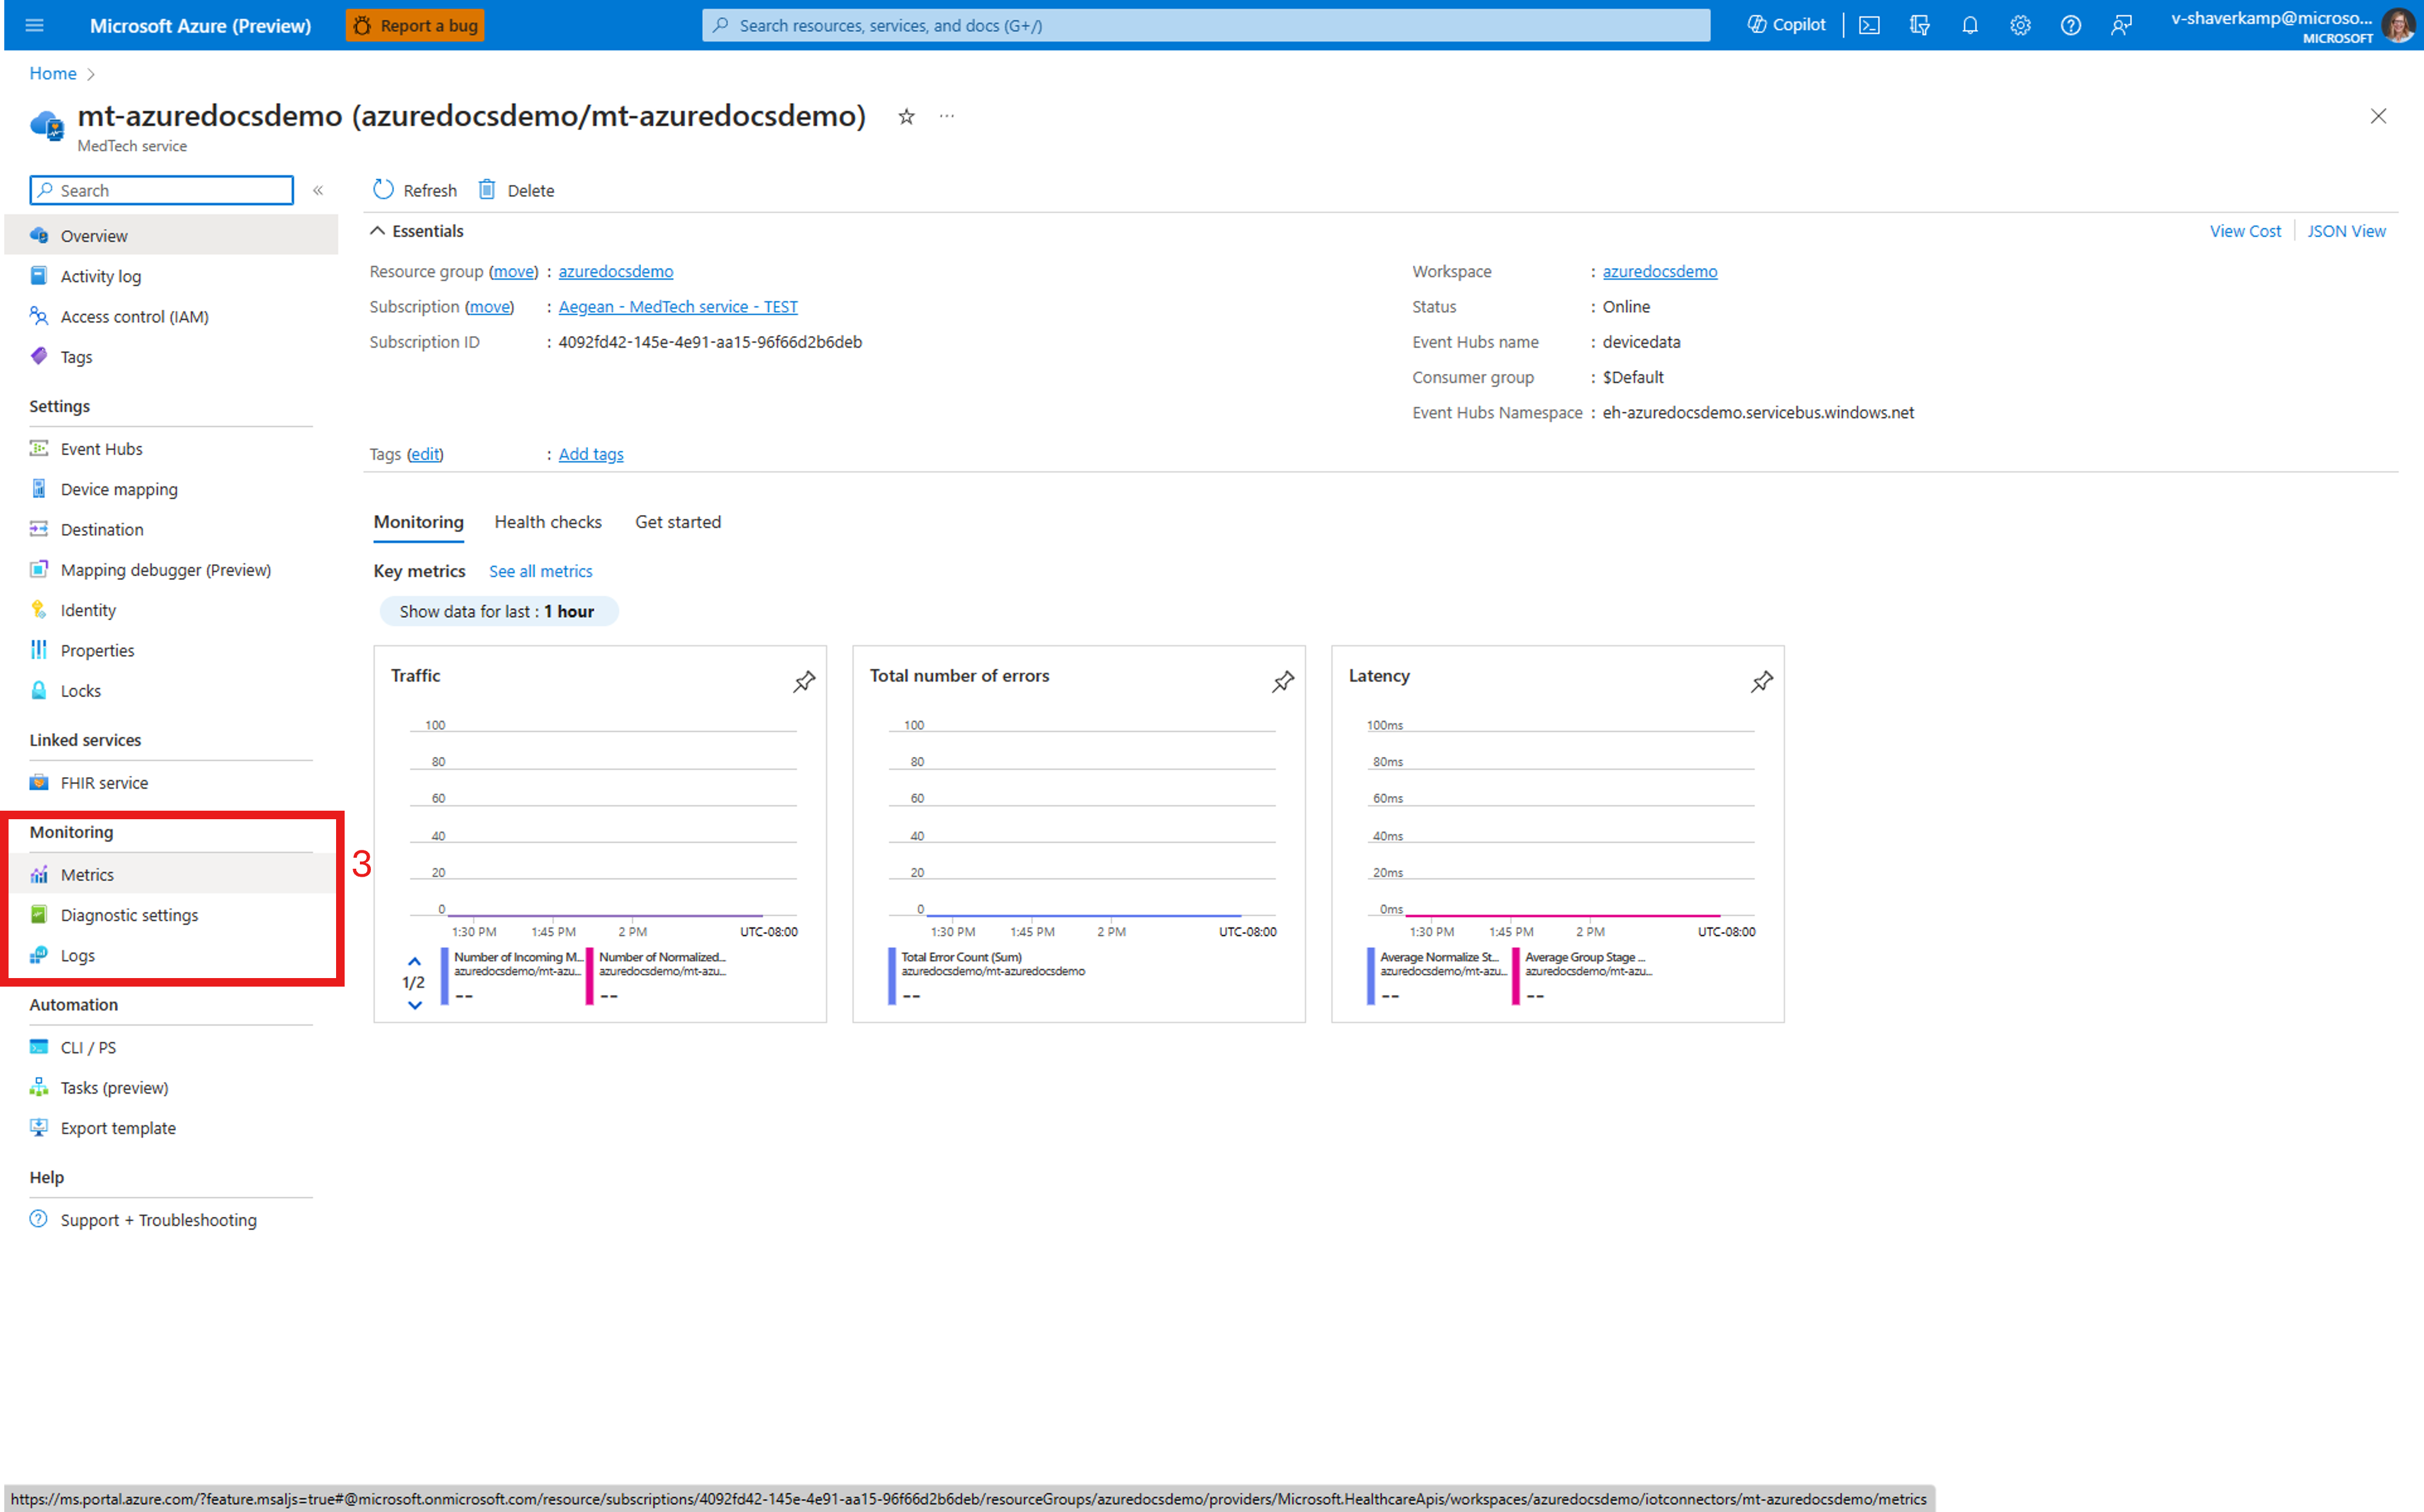 Microsoft Azure (Preview)
Report a bug
Search resources, services, and docs (G+/)
Copilot
v-shaverkamp@microso...
MICROSOFT
Home
mt-azuredocsdemo (azuredocsdemo/mt-azuredocsdemo)
MedTech service
Search
Overview
Activity log
Access control (IAM)
Tags
Settings
Event Hubs
Device mapping
Destination
Mapping debugger (Preview)
Identity
Properties
Locks
Linked services
FHIR service
Monitoring
Metrics
Diagnostic settings
Logs
3
Automation
CLI / PS
Tasks (preview)
Export template
Help
Support + Troubleshooting
Refresh
Delete
Essentials
View Cost
JSON View
Resource group (move) : azuredocsdemo
Subscription (move) : Aegean - MedTech service - TEST
Subscription ID : 4092fd42-145e-4e91-aa15-96f66d2b6deb
Workspace : azuredocsdemo
Status : Online
Event Hubs name : devicedata
Consumer group : $Default
Event Hubs Namespace : eh-azuredocsdemo.servicebus.windows.net
Tags (edit) : Add tags
Monitoring
Health checks
Get started
Key metrics
See all metrics
Show data for last : 1 hour
Traffic
100
80
60
40
20
0
1:30 PM
1:45 PM
2 PM
UTC-08:00
1/2
Number of Incoming M...
azuredocsdemo/mt-azu...
--
Number of Normalized...
azuredocsdemo/mt-azu...
--
Total number of errors
100
80
60
40
20
0
1:30 PM
1:45 PM
2 PM
UTC-08:00
Total Error Count (Sum)
azuredocsdemo/mt-azuredocsdemo
--
Latency
100ms
80ms
60ms
40ms
20ms
0ms
1:30 PM
1:45 PM
2 PM
UTC-08:00
Average Normalize St...
azuredocsdemo/mt-azu...
--
Average Group Stage ...
azuredocsdemo/mt-azu...
--
https://ms.portal.azure.com/?feature.msaljs=true#@microsoft.onmicrosoft.com/resource/subscriptions/4092fd42-145e-4e91-aa15-96f66d2b6deb/resourceGroups/azuredocsdemo/providers/Microsoft.HealthcareApis/workspaces/azuredocsdemo/iotconnectors/mt-azuredocsdemo/metrics